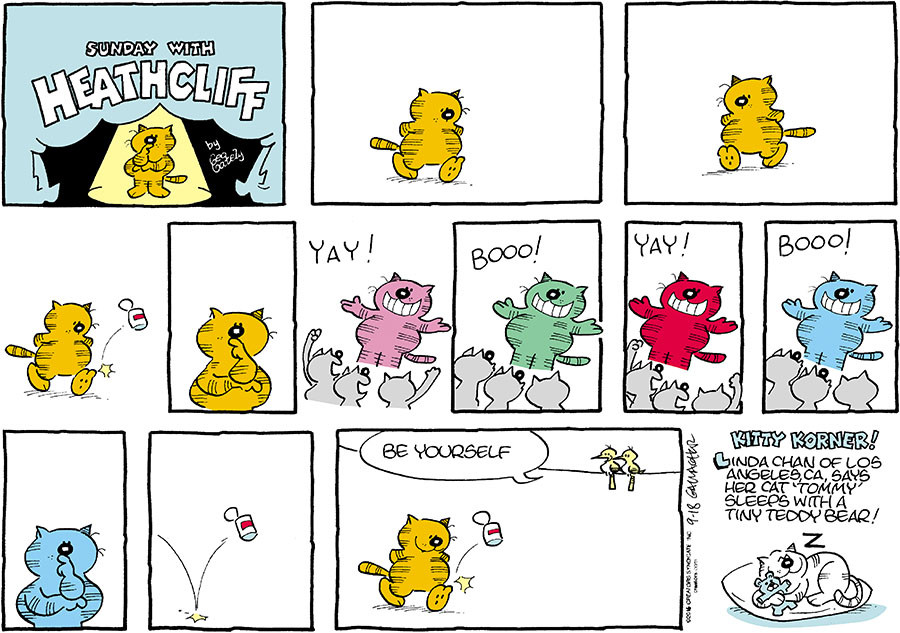 SUNDAY WITH
HEATHCLIFF
by
Geo
Gately
YAY!
BOOO!
YAY!
BOOO!
BE YOURSELF
9-18 GALLAGHER
KITTY KORNER!
LINDA CHAN OF LOS
ANGELES, CA, SAYS
HER CAT 'TOMMY'
SLEEPS WITH A
TINY TEDDY BEAR!
Z